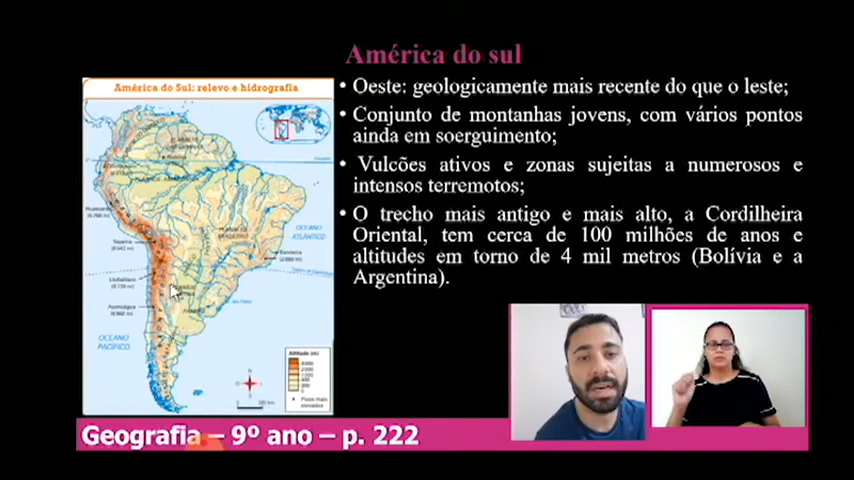 América do sul
América do Sul: relevo e hidrografia
OCEANO
ATLÂNTICO
OCEANO
PACÍFICO
Altitude (m)
• Oeste: geologicamente mais recente do que o leste;
• Conjunto de montanhas jovens, com vários pontos
ainda em soerguimento;
• Vulcões ativos e zonas sujeitas a numerosos e
intensos terremotos;
• O trecho mais antigo e mais alto, a Cordilheira
Oriental, tem cerca de 100 milhões de anos e
altitudes em torno de 4 mil metros (Bolívia e a
Argentina).
Geografia – 9º ano – p. 222